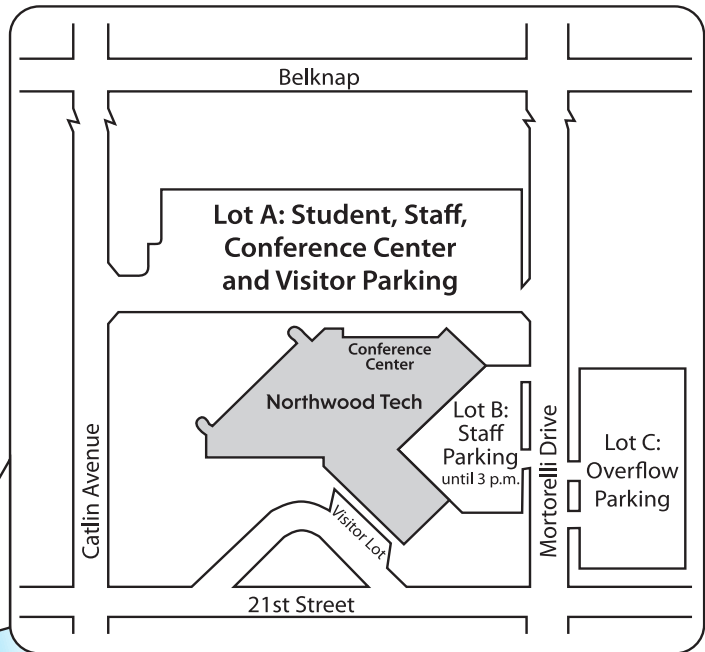 Belknap
Lot A: Student, Staff,
Conference Center
and Visitor Parking
Conference
Center
Northwood Tech
Lot B:
Staff
Parking
until 3 p.m.
Lot C:
Overflow
Parking
Catlin Avenue
Mortorelli Drive
Visitor Lot
21st Street